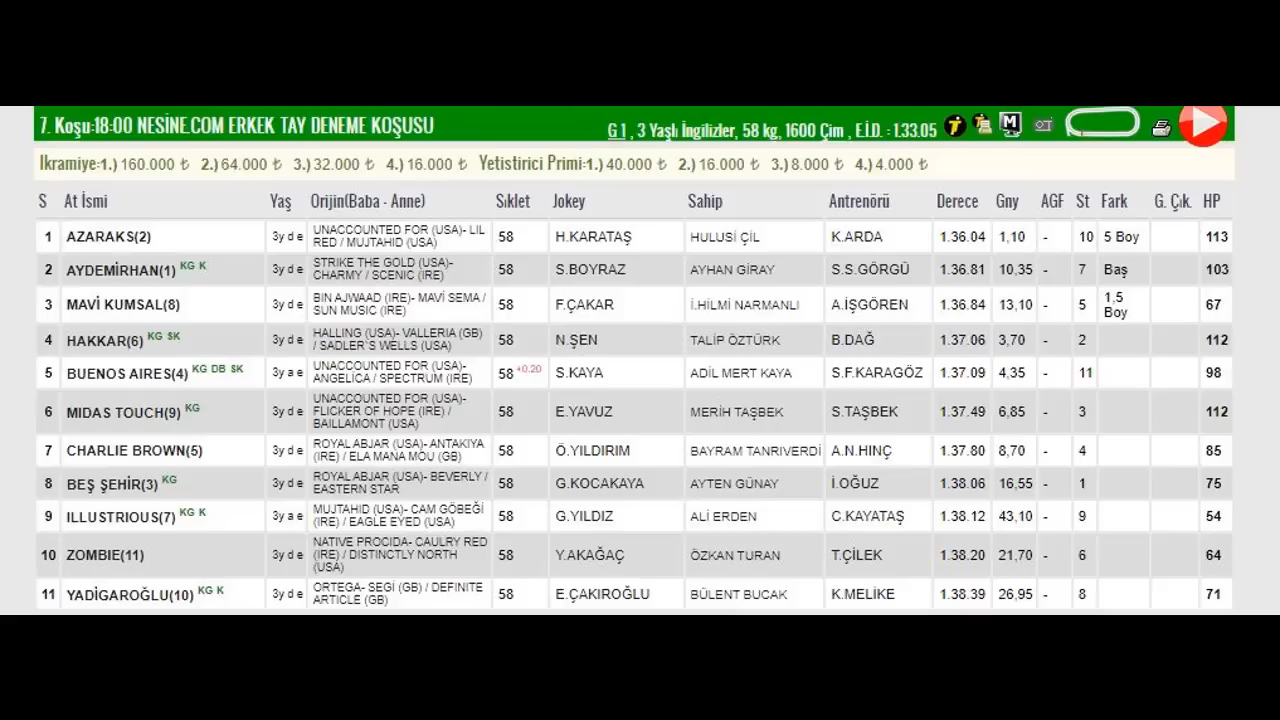 7. Koşu:18:00 NESİNE.COM ERKEK TAY DENEME KOŞUSU G 1 , 3 Yaşlı İngilizler, 58 kg, 1600 Çim , E.İ.D. : 1.33.05
İkramiye:1.) 160.000 ₺ 2.) 64.000 ₺ 3.) 32.000 ₺ 4.) 16.000 ₺ Yetistirici Primi:1.) 40.000 ₺ 2.) 16.000 ₺ 3.) 8.000 ₺ 4.) 4.000 ₺
S At İsmi Yaş Orijin(Baba - Anne) Sıklet Jokey Sahip Antrenörü Derece Gny AGF St Fark G. Çık. HP
1 AZARAKS(2) 3y d e UNACCOUNTED FOR (USA)- LIL RED / MUJTAHID (USA) 58 H.KARATAŞ HULUSİ ÇİL K.ARDA 1.36.04 1,10 - 10 5 Boy 113
2 AYDEMİRHAN(1) KG K 3y d e STRIKE THE GOLD (USA)- CHARMY / SCENIC (IRE) 58 S.BOYRAZ AYHAN GİRAY S.S.GÖRGÜ 1.36.81 10,35 - 7 Baş 103
3 MAVİ KUMSAL(8) 3y d e BIN AJWAAD (IRE)- MAVİ SEMA / SUN MUSIC (IRE) 58 F.ÇAKAR İ.HİLMİ NARMANLI A.İŞGÖREN 1.36.84 13,10 - 5 1,5 Boy 67
4 HAKKAR(6) KG SK 3y d e HALLING (USA)- VALLERIA (GB) / SADLER`S WELLS (USA) 58 N.ŞEN TALİP ÖZTÜRK B.DAĞ 1.37.06 3,70 - 2 112
5 BUENOS AIRES(4) KG DB SK 3y a e UNACCOUNTED FOR (USA)- ANGELICA / SPECTRUM (IRE) 58 +0.20 S.KAYA ADİL MERT KAYA S.F.KARAGÖZ 1.37.09 4,35 - 11 98
6 MIDAS TOUCH(9) KG 3y d e UNACCOUNTED FOR (USA)- FLICKER OF HOPE (IRE) / BAILLAMONT (USA) 58 E.YAVUZ MERİH TAŞBEK S.TAŞBEK 1.37.49 6,85 - 3 112
7 CHARLIE BROWN(5) 3y d e ROYAL ABJAR (USA)- ANTAKIYA (IRE) / ELA MANA MOU (GB) 58 Ö.YILDIRIM BAYRAM TANRIVERDİ A.N.HINÇ 1.37.80 8,70 - 4 85
8 BEŞ ŞEHİR(3) KG 3y d e ROYAL ABJAR (USA)- BEVERLY / EASTERN STAR 58 G.KOCAKAYA AYTEN GÜNAY İ.OĞUZ 1.38.06 16,55 - 1 75
9 ILLUSTRIOUS(7) KG K 3y a e MUJTAHID (USA)- CAM GÖBEĞİ (IRE) / EAGLE EYED (USA) 58 G.YILDIZ ALİ ERDEN C.KAYATAŞ 1.38.12 43,10 - 9 54
10 ZOMBIE(11) 3y d e NATIVE PROCIDA- CAULRY RED (IRE) / DISTINCTLY NORTH (USA) 58 Y.AKAĞAÇ ÖZKAN TURAN T.ÇİLEK 1.38.20 21,70 - 6 64
11 YADİGAROĞLU(10) KG K 3y d e ORTEGA- SEGİ (GB) / DEFINITE ARTICLE (GB) 58 E.ÇAKIROĞLU BÜLENT BUCAK K.MELİKE 1.38.39 26,95 - 8 71